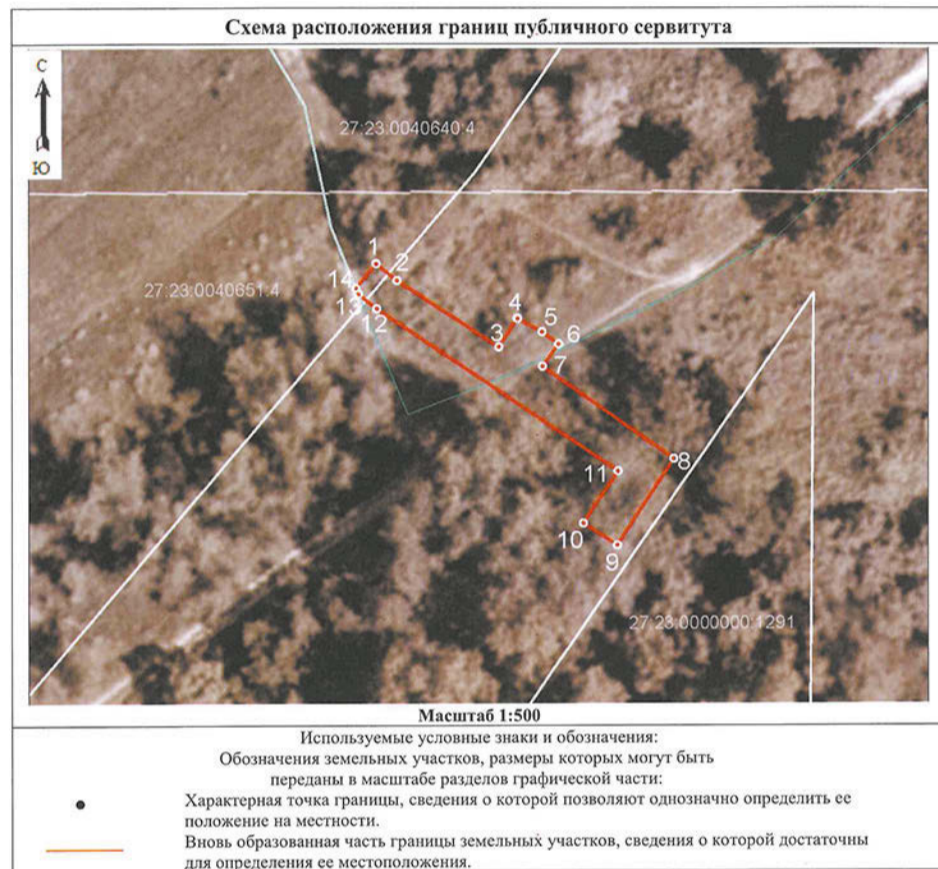 Схема расположения границ публичного сервитута
С
Ю
27:23:0040640:4
27:23:0040651:4
1
2
14
13
12
3
4
5
6
7
8
11
10
9
27:23:0000000:1291
Масштаб 1:500
Используемые условные знаки и обозначения:
Обозначения земельных участков, размеры которых могут быть
переданы в масштабе разделов графической части:
Характерная точка границы, сведения о которой позволяют однозначно определить ее
положение на местности.
Вновь образованная часть границы земельных участков, сведения о которой достаточны
для определения ее местоположения.